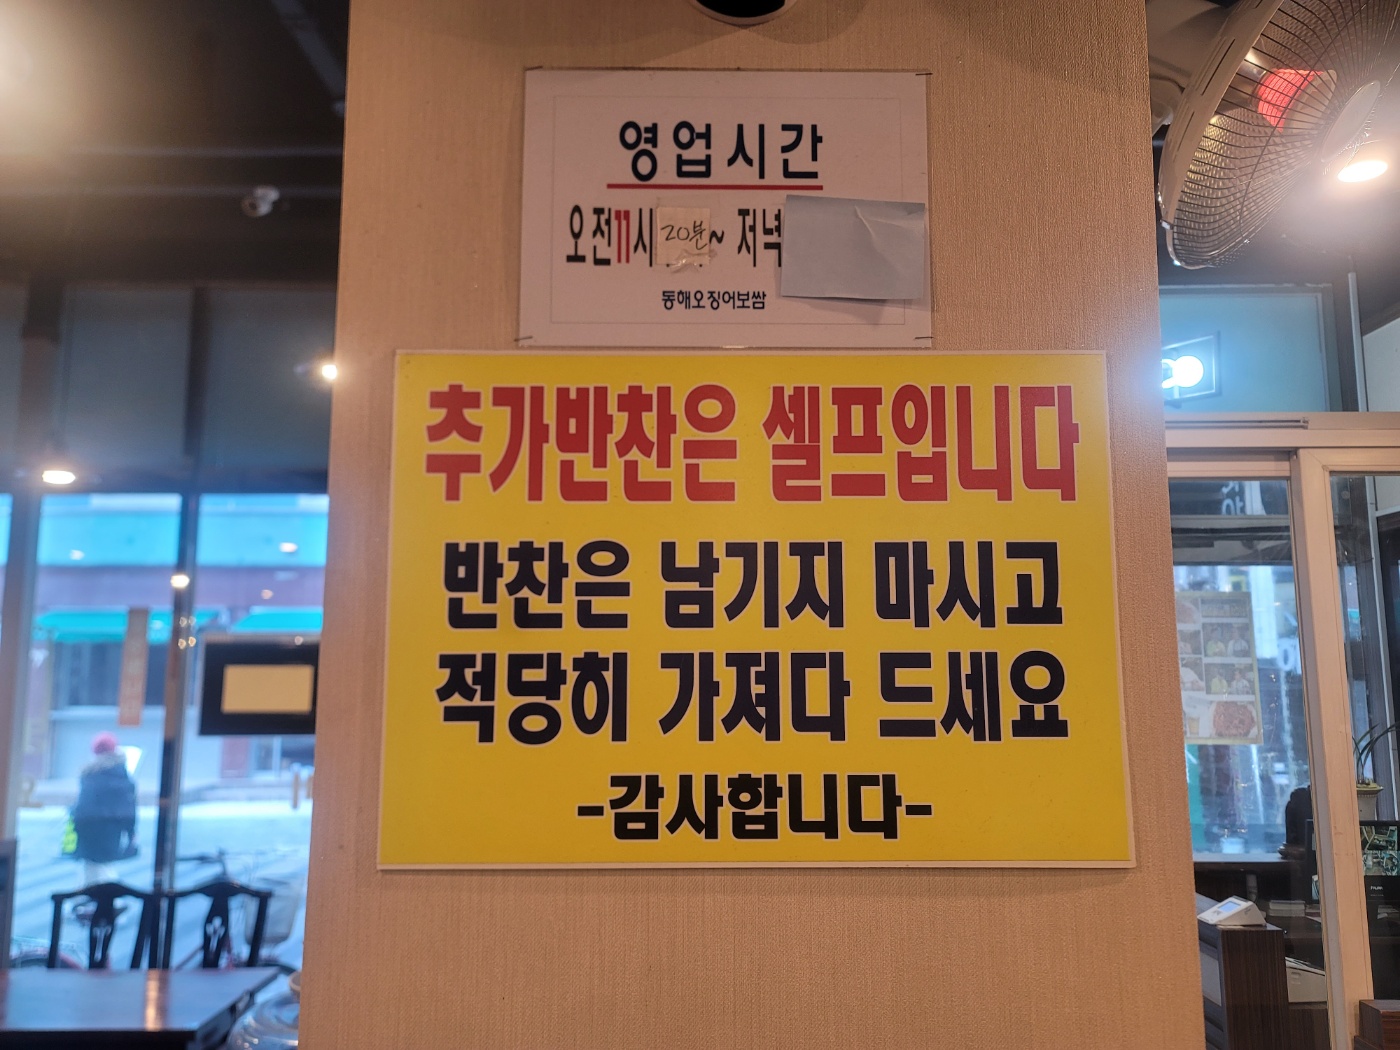 영업시간
오전11시 20분~ 저녁
동해오징어보쌈
추가반찬은 셀프입니다
반찬은 남기지 마시고
적당히 가져다 드세요
-감사합니다-